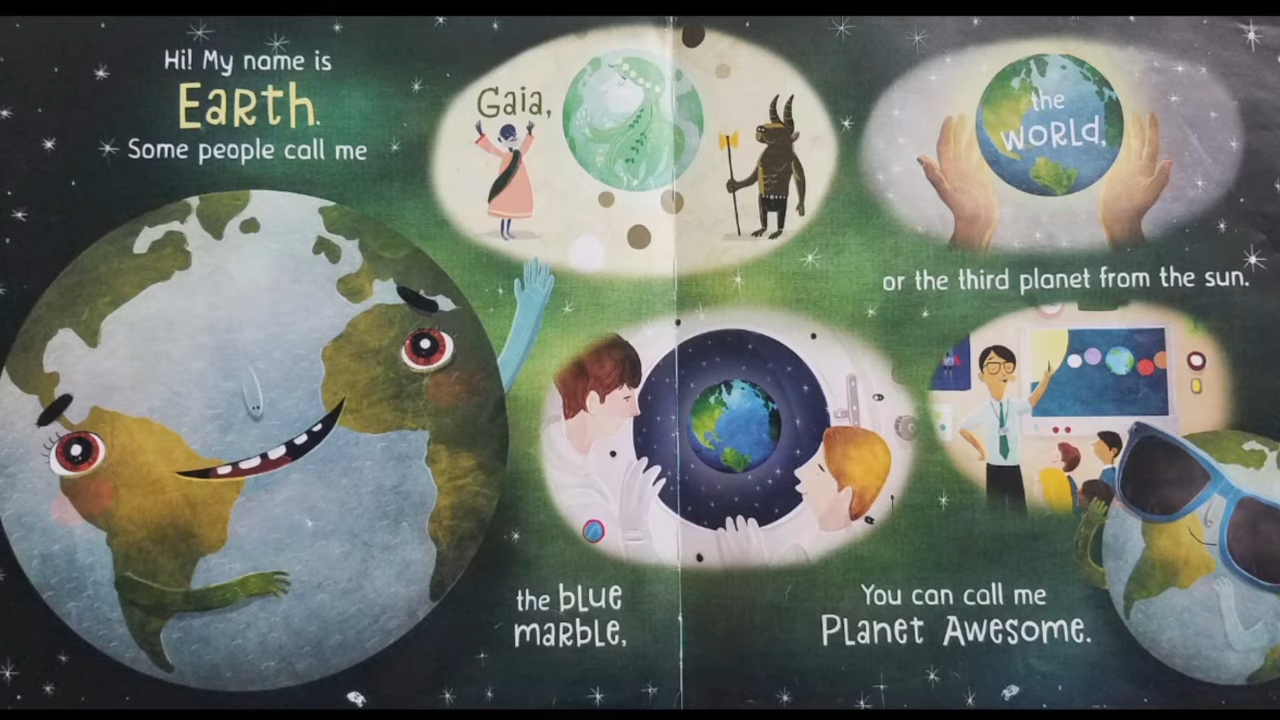 Hi! My name is
Earth.
Some people call me
Gaia,
the blue
marble,
the
world,
or the third planet from the sun.
You can call me
Planet Awesome.